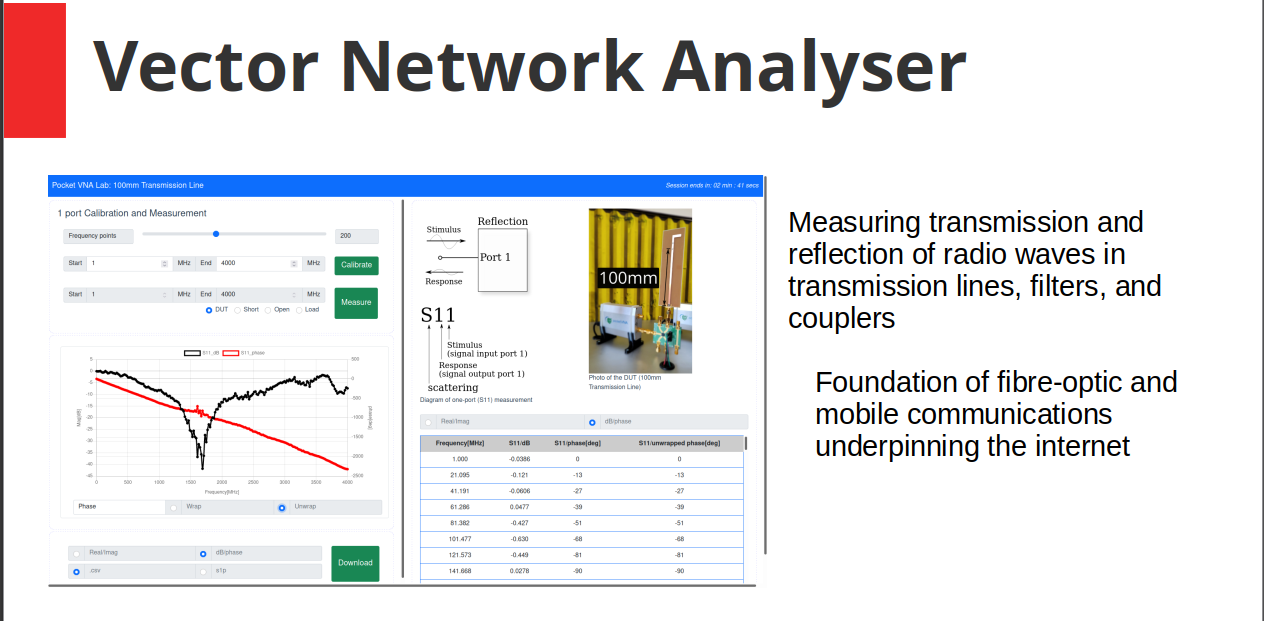 Vector Network Analyser
Pocket VNA Lab: 100mm Transmission Line
Session ends in: 02 min : 41 secs
1 port Calibration and Measurement
Frequency points
200
Start 1 MHz End 4000 MHz
Calibrate
Start 1 MHz End 4000 MHz
Measure
DUT Short Open Load
S11_dB S11_phase
5 500
0 0
-5
-10 -500
-15
-20 -1000
-25
-30 -1500
-35
-40 -2000
-45 -2500
Mag[dB]
phase[deg]
0 500 1000 1500 2000 2500 3000 3500 4000
Frequency[MHz]
Phase Wrap Unwrap
Real/Imag dB/phase
.csv s1p
Download
Reflection
Stimulus
Port 1
Response
S11
Stimulus
(signal input port 1)
Response
(signal output port 1)
scattering
Diagram of one-port (S11) measurement
100mm
Photo of the DUT (100mm
Transmission Line)
Real/Imag dB/phase
Frequency[MHz] S11/dB S11/phase[deg] S11/unwrapped phase[deg]
1.000 -0.0386 0 0
21.095 -0.121 -13 -13
41.191 -0.0606 -27 -27
61.286 0.0477 -39 -39
81.382 -0.427 -51 -51
101.477 -0.630 -68 -68
121.573 -0.449 -81 -81
141.668 0.0278 -90 -90
Measuring transmission and
reflection of radio waves in
transmission lines, filters, and
couplers
Foundation of fibre-optic and
mobile communications
underpinning the internet